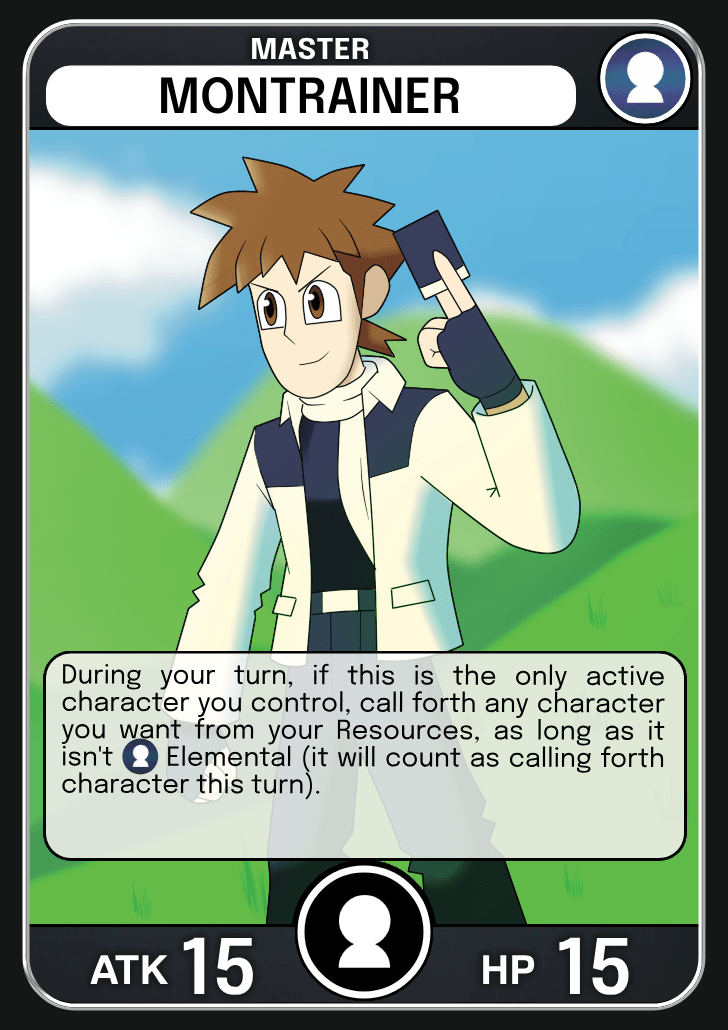 MASTER
MONTRAINER
During your turn, if this is the only active
character you control, call forth any character
you want from your Resources, as long as it
isn't Elemental (it will count as calling forth
character this turn).
ATK 15 HP 15